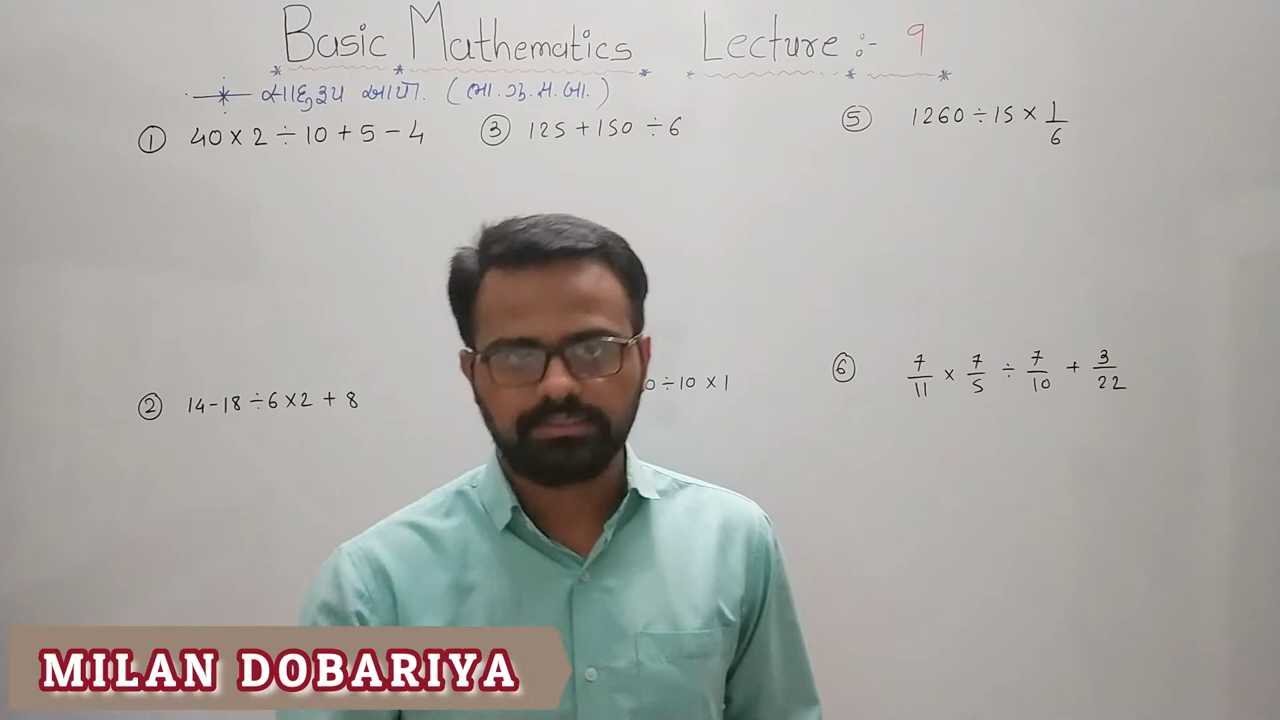 Basic Mathematics Lecture :- 9
સાદુંરૂપ આપો. (ભા.ગુ.સ.બા.)
① 40 × 2 ÷ 10 + 5 - 4
③ 125 + 150 ÷ 6
⑤ 1260 ÷ 15 × 1/6
② 14 - 18 ÷ 6 × 2 + 8
0 ÷ 10 × 1
⑥ 7/11 × 7/5 ÷ 7/10 + 3/22
MILAN DOBARIYA